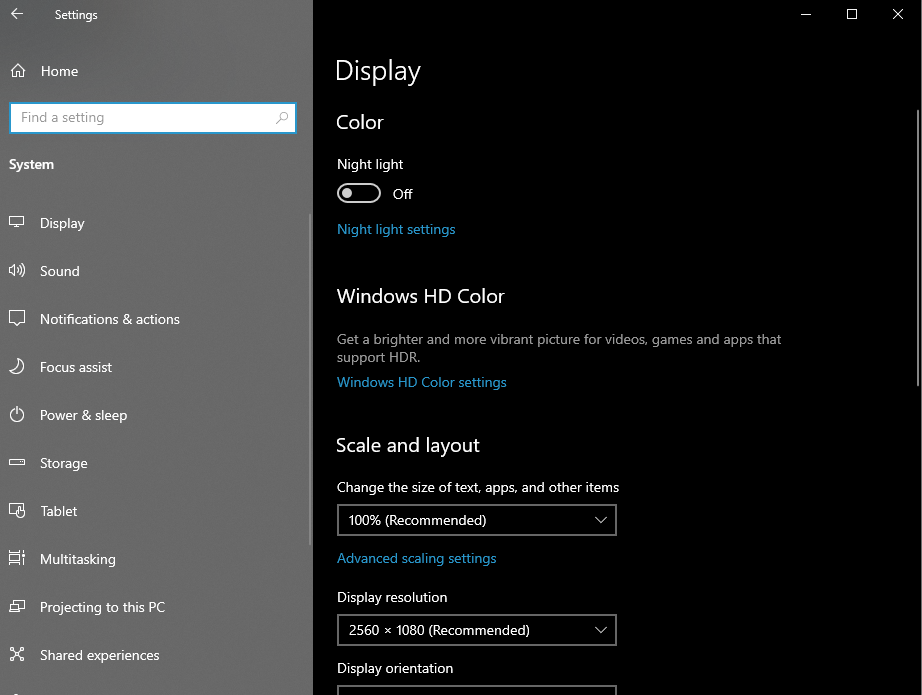 Settings
Home
Find a setting
System
Display
Sound
Notifications & actions
Focus assist
Power & sleep
Storage
Tablet
Multitasking
Projecting to this PC
Shared experiences
Display
Color
Night light
Off
Night light settings
Windows HD Color
Get a brighter and more vibrant picture for videos, games and apps that
support HDR.
Windows HD Color settings
Scale and layout
Change the size of text, apps, and other items
100% (Recommended)
Advanced scaling settings
Display resolution
2560 × 1080 (Recommended)
Display orientation